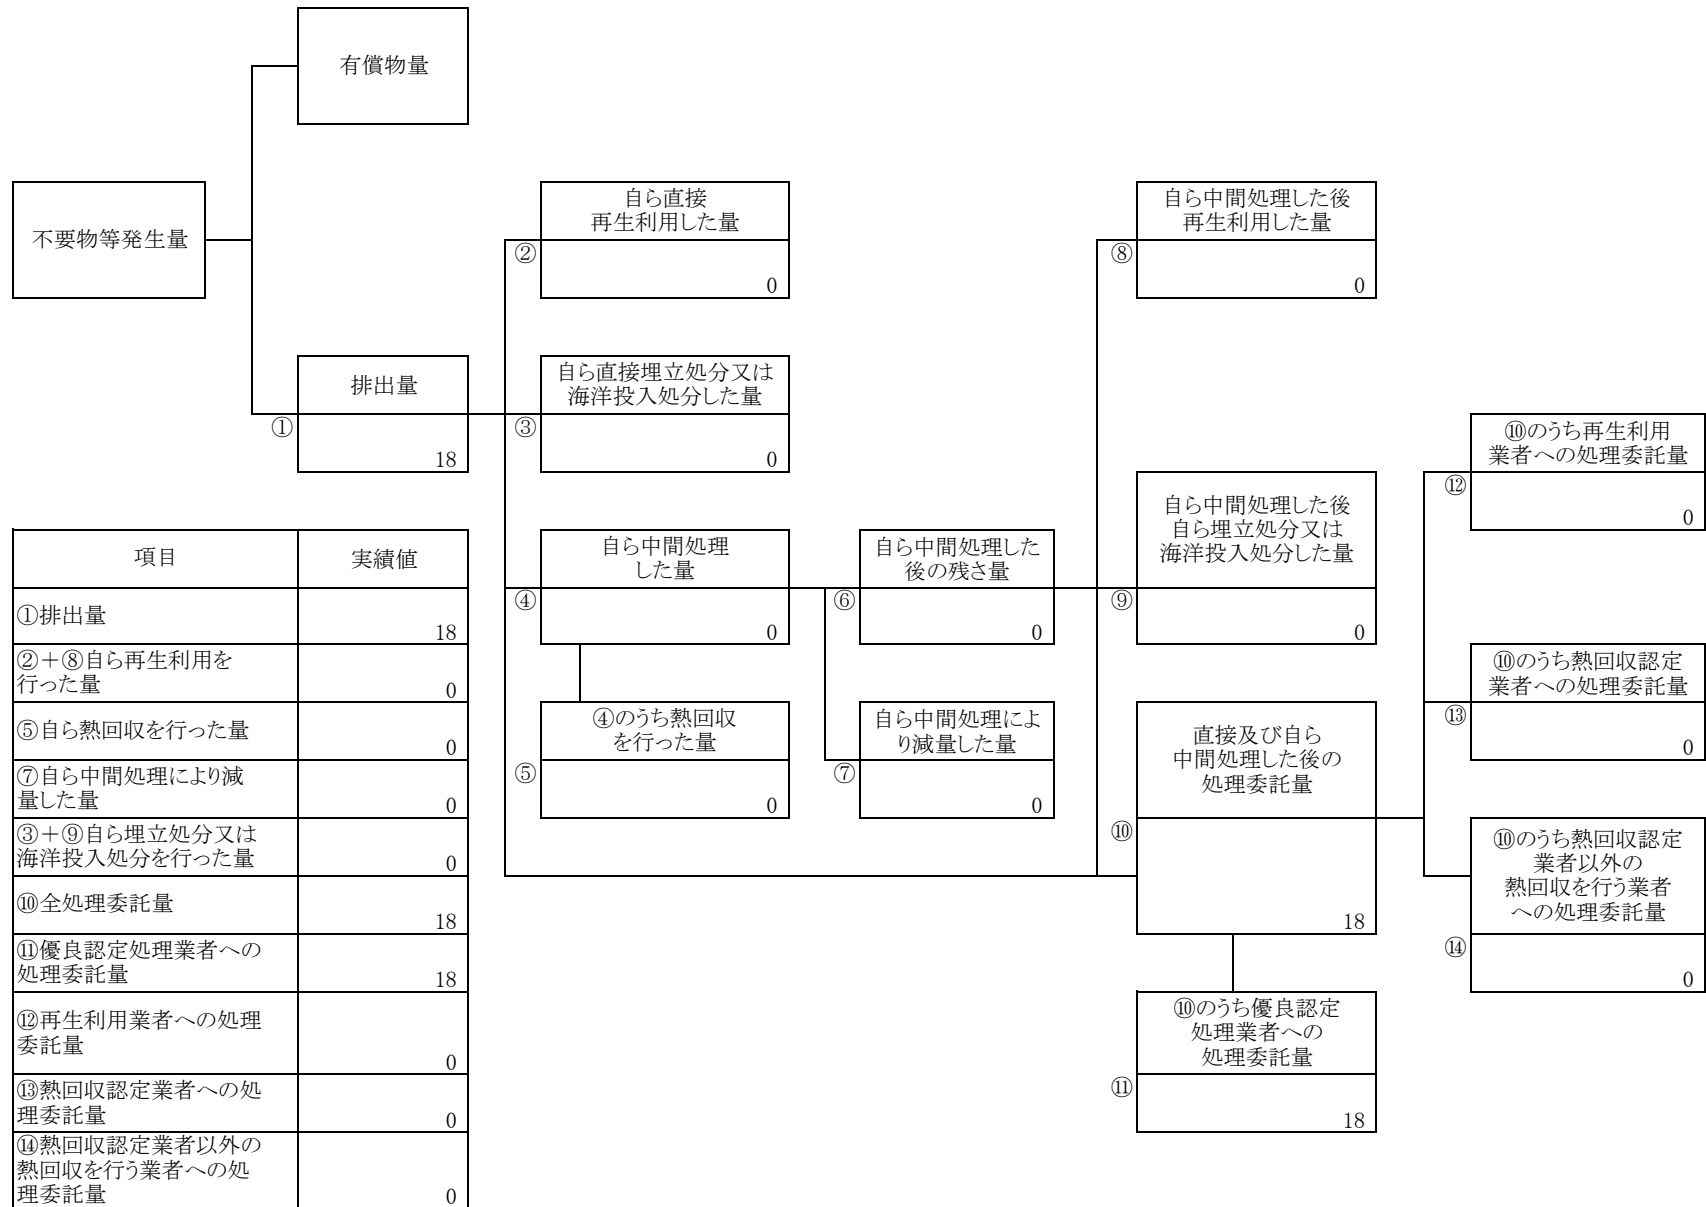 有償物量
不要物等発生量
自ら直接
再生利用した量
②
0
自ら中間処理した後
再生利用した量
⑧
0
排出量
①
18
自ら直接埋立処分又は
海洋投入処分した量
③
0
⑩のうち再生利用
業者への処理委託量
⑫
0
自ら中間処理
した量
④
0
自ら中間処理した
後の残さ量
⑥
0
自ら中間処理した後
自ら埋立処分又は
海洋投入処分した量
⑨
0
⑩のうち熱回収認定
業者への処理委託量
⑬
0
④のうち熱回収
を行った量
⑤
0
自ら中間処理によ
り減量した量
⑦
0
直接及び自ら
中間処理した後の
処理委託量
⑩
18
⑩のうち熱回収認定
業者以外の
熱回収を行う業者
への処理委託量
⑭
0
⑩のうち優良認定
処理業者への
処理委託量
⑪
18
項目 実績値
①排出量
18
②+⑧自ら再生利用を
行った量
0
⑤自ら熱回収を行った量
0
⑦自ら中間処理により減
量した量
0
③+⑨自ら埋立処分又は
海洋投入処分を行った量
0
⑩全処理委託量
18
⑪優良認定処理業者への
処理委託量
18
⑫再生利用業者への処理
委託量
0
⑬熱回収認定業者への処
理委託量
0
⑭熱回収認定業者以外の
熱回収を行う業者への処
理委託量
0